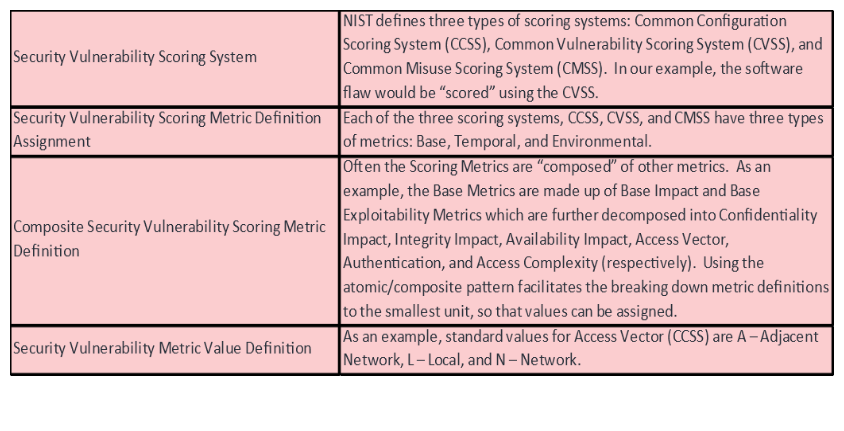 Security Vulnerability Scoring System
NIST defines three types of scoring systems: Common Configuration
Scoring System (CCSS), Common Vulnerability Scoring System (CVSS), and
Common Misuse Scoring System (CMSS).  In our example, the software
flaw would be “scored” using the CVSS.
Security Vulnerability Scoring Metric Definition
Assignment
Each of the three scoring systems, CCSS, CVSS, and CMSS have three types
of metrics: Base, Temporal, and Environmental.
Composite Security Vulnerability Scoring Metric
Definition
Often the Scoring Metrics are “composed” of other metrics.  As an
example, the Base Metrics are made up of Base Impact and Base
Exploitability Metrics which are further decomposed into Confidentiality
Impact, Integrity Impact, Availability Impact, Access Vector,
Authentication, and Access Complexity (respectively).  Using the
atomic/composite pattern facilitates the breaking down metric definitions
to the smallest unit, so that values can be assigned.
Security Vulnerability Metric Value Definition
As an example, standard values for Access Vector (CCSS) are A – Adjacent
Network, L – Local, and N – Network.